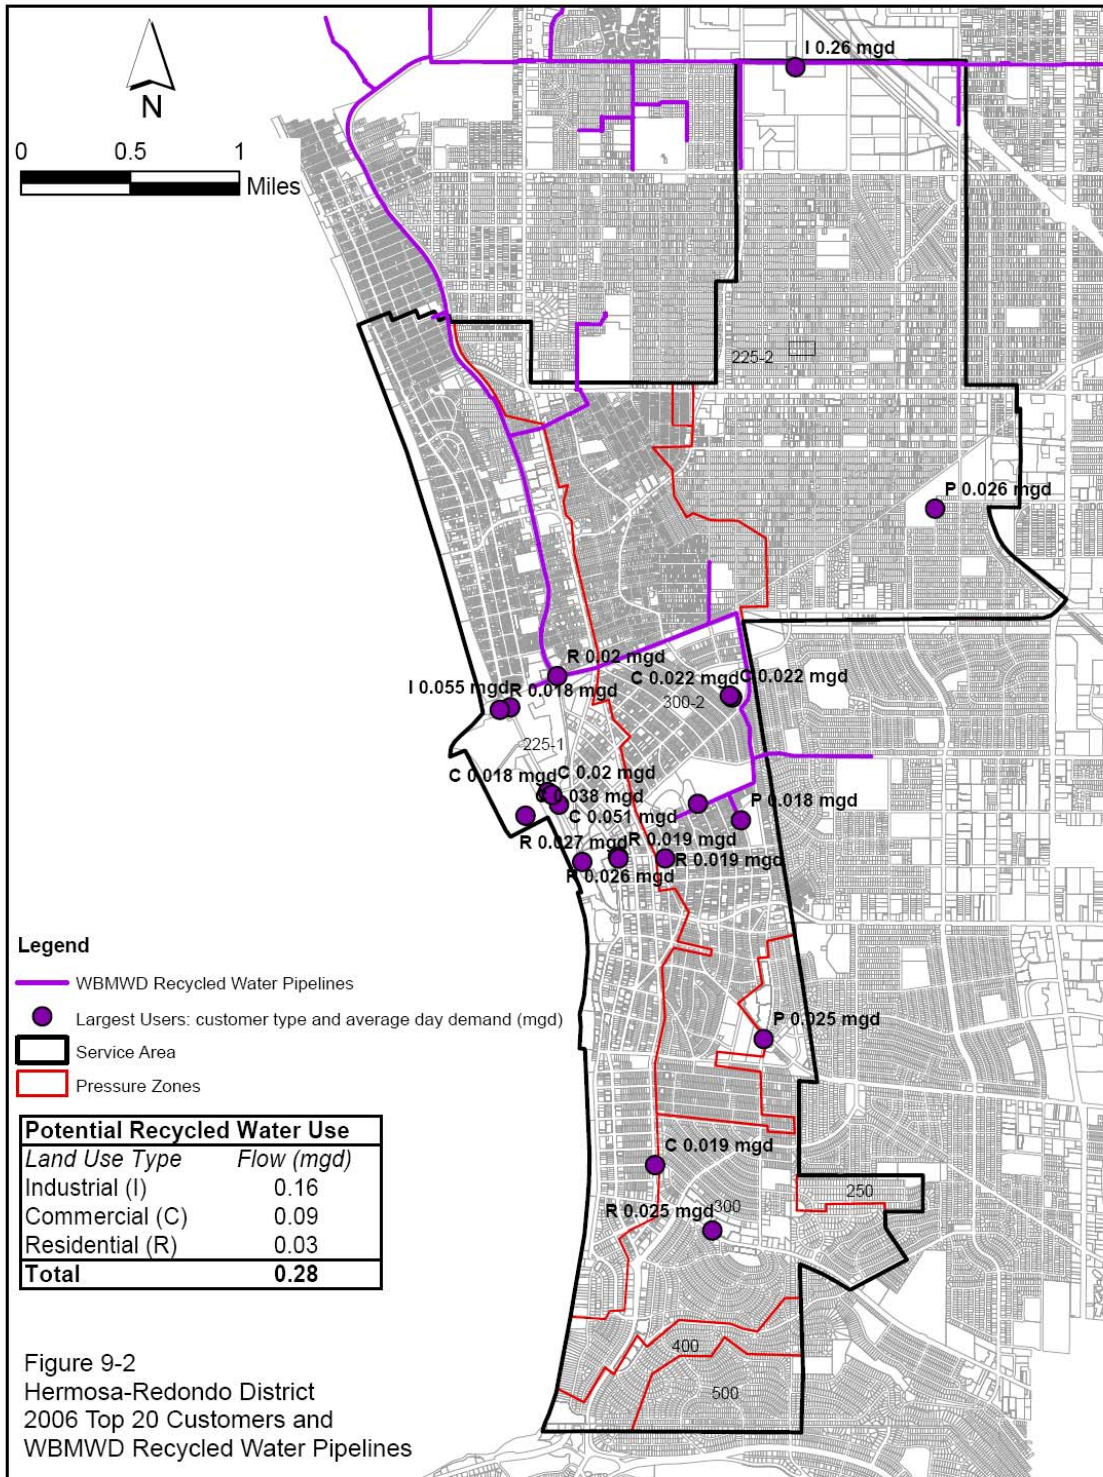 I 0.26 mgd
N
0 0.5 1
Miles
225-2
P 0.026 mgd
R 0.02 mgd
C 0.022 mgd
C 0.022 mgd
I 0.055 mgd
R 0.018 mgd
300-2
225-1
C 0.018 mgd
C 0.02 mgd
C 0.038 mgd
C 0.051 mgd
P 0.018 mgd
R 0.027 mgd
R 0.019 mgd
R 0.019 mgd
0.026 mgd
Legend
WBMWD Recycled Water Pipelines
Largest Users: customer type and average day demand (mgd)
Service Area
Pressure Zones
P 0.025 mgd
Potential Recycled Water Use
Land Use Type Flow (mgd)
Industrial (I) 0.16
Commercial (C) 0.09
Residential (R) 0.03
Total 0.28
C 0.019 mgd
250
R 0.025 mgd
300
400
500
Figure 9-2
Hermosa-Redondo District
2006 Top 20 Customers and
WBMWD Recycled Water Pipelines